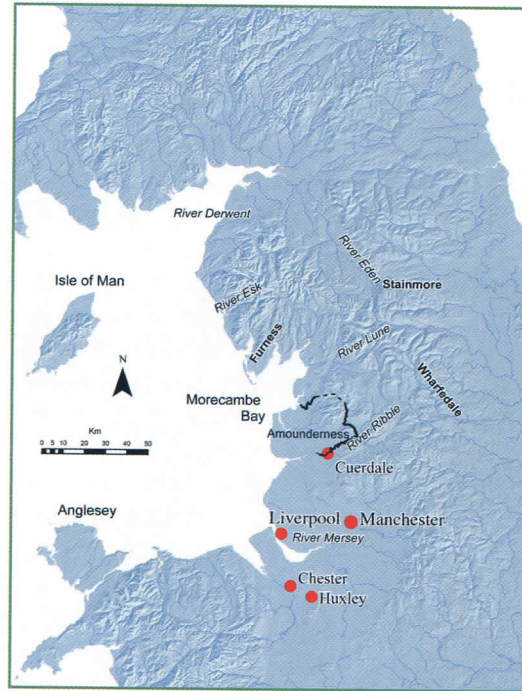 River Derwent
River Eden
Stainmore
Isle of Man
River Esk
Furness
River Lune
Wharfedale
N
Morecambe
Bay
Km
0 5 10 20 30 40 50
Amounderness
River Ribble
Cuerdale
Anglesey
Liverpool
Manchester
River Mersey
Chester
Huxley